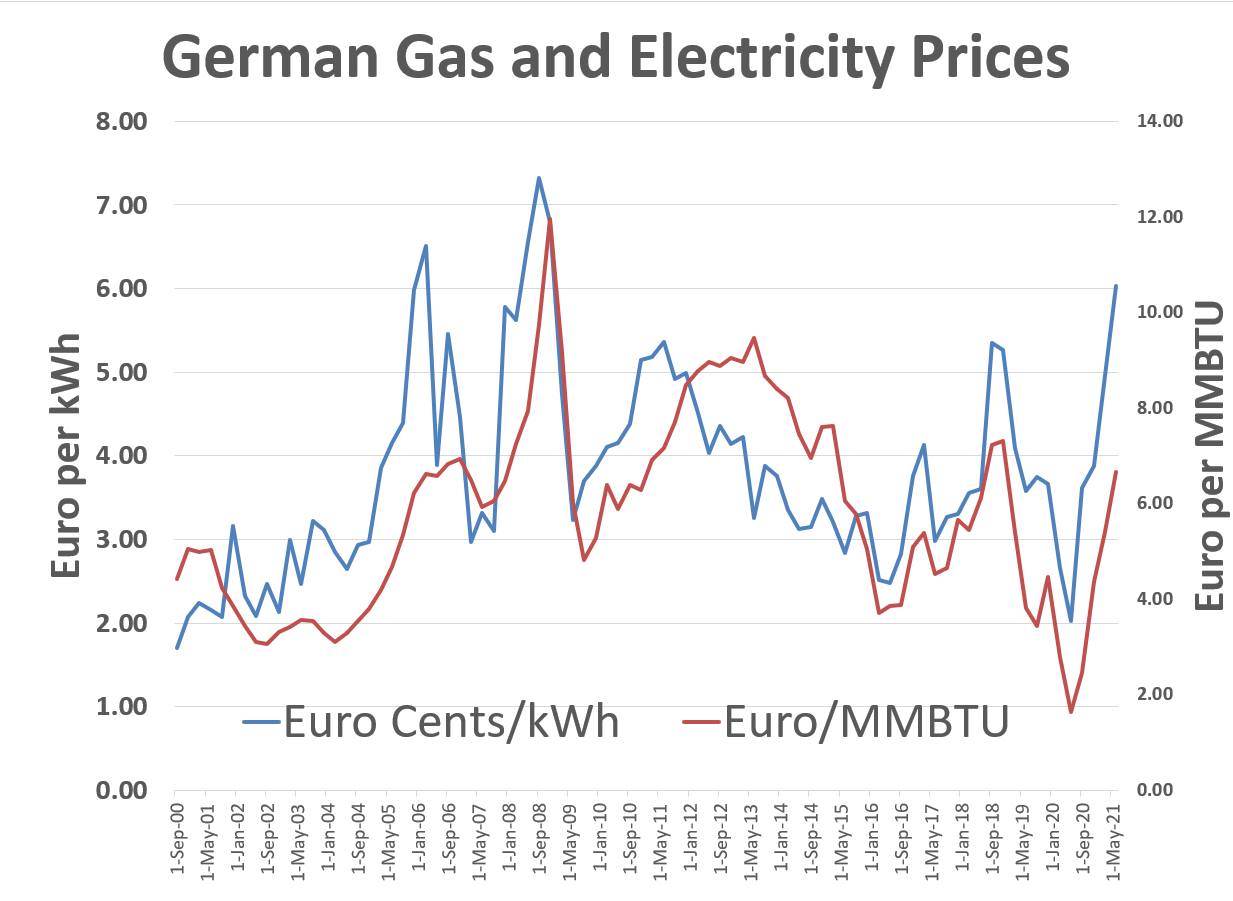 German Gas and Electricity Prices
8.00
7.00
6.00
5.00
4.00
3.00
2.00
1.00
0.00
Euro per kWh
14.00
12.00
10.00
8.00
6.00
4.00
2.00
0.00
Euro per MMBTU
Euro Cents/kWh
Euro/MMBTU
1-Sep-00
1-May-01
1-Jan-02
1-Sep-02
1-May-03
1-Jan-04
1-Sep-04
1-May-05
1-Jan-06
1-Sep-06
1-May-07
1-Jan-08
1-Sep-08
1-May-09
1-Jan-10
1-Sep-10
1-May-11
1-Jan-12
1-Sep-12
1-May-13
1-Jan-14
1-Sep-14
1-May-15
1-Jan-16
1-Sep-16
1-May-17
1-Jan-18
1-Sep-18
1-May-19
1-Jan-20
1-Sep-20
1-May-21